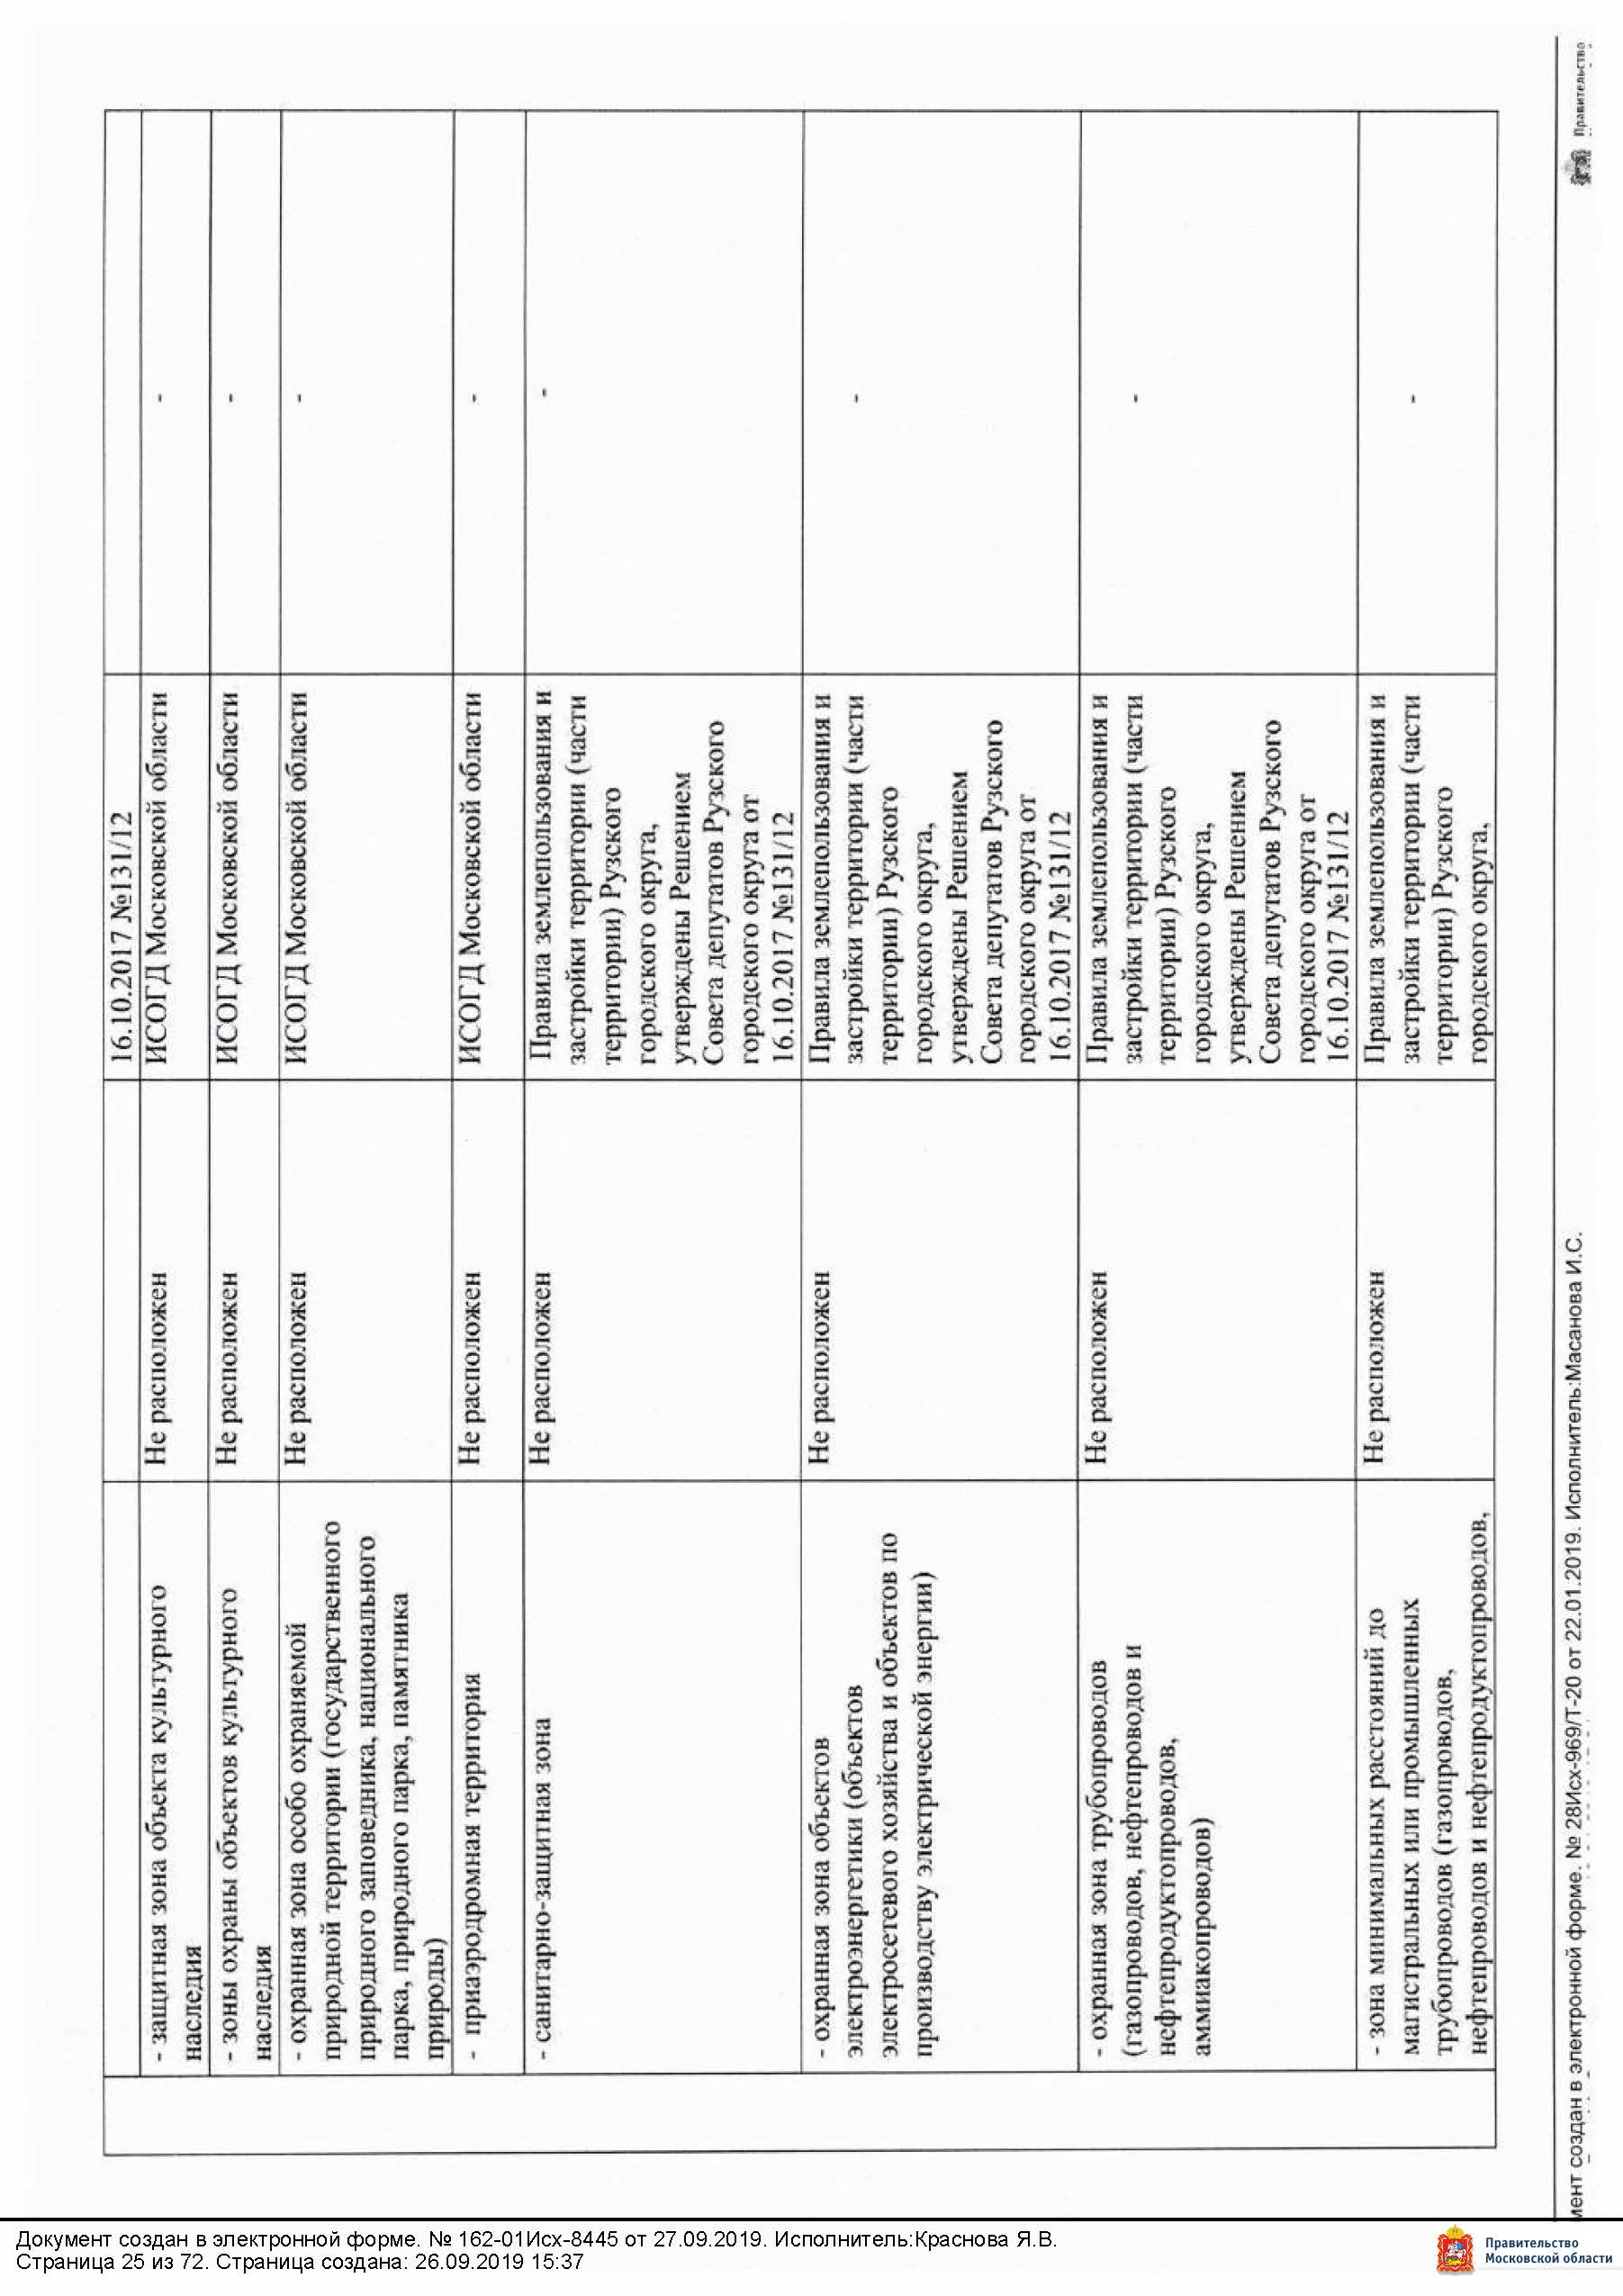 16.10.2017 №131/12
- защитная зона объекта культурного
наследия
Не расположен
ИСОГД Московской области
-
- зоны охраны объектов культурного
наследия
Не расположен
ИСОГД Московской области
-
- охранная зона особо охраняемой
природной территории (государственного
природного заповедника, национального
парка, природного парка, памятника
природы)
Не расположен
ИСОГД Московской области
-
- приаэродромная территория
Не расположен
ИСОГД Московской области
-
- санитарно-защитная зона
Не расположен
Правила землепользования и
застройки территории (части
территории) Рузского
городского округа,
утверждены Решением
Совета депутатов Рузского
городского округа от
16.10.2017 №131/12
-
- охранная зона объектов
электроэнергетики (объектов
электросетевого хозяйства и объектов по
производству электрической энергии)
Не расположен
Правила землепользования и
застройки территории (части
территории) Рузского
городского округа,
утверждены Решением
Совета депутатов Рузского
городского округа от
16.10.2017 №131/12
-
- охранная зона трубопроводов
(газопроводов, нефтепроводов и
нефтепродуктопроводов,
аммиакопроводов)
Не расположен
Правила землепользования и
застройки территории (части
территории) Рузского
городского округа,
утверждены Решением
Совета депутатов Рузского
городского округа от
16.10.2017 №131/12
-
- зона минимальных расстояний до
магистральных или промышленных
трубопроводов (газопроводов,
нефтепроводов и нефтепродуктопроводов,
Не расположен
Правила землепользования и
застройки территории (части
территории) Рузского
городского округа,
-
мент создан в электронной форме. № 28Исх-969/Т-20 от 22.01.2019. Исполнитель:Масанова И.С.
Правительство
Документ создан в электронной форме. № 162-01Исх-8445 от 27.09.2019. Исполнитель:Краснова Я.В.
Страница 25 из 72. Страница создана: 26.09.2019 15:37
Правительство
Московской области